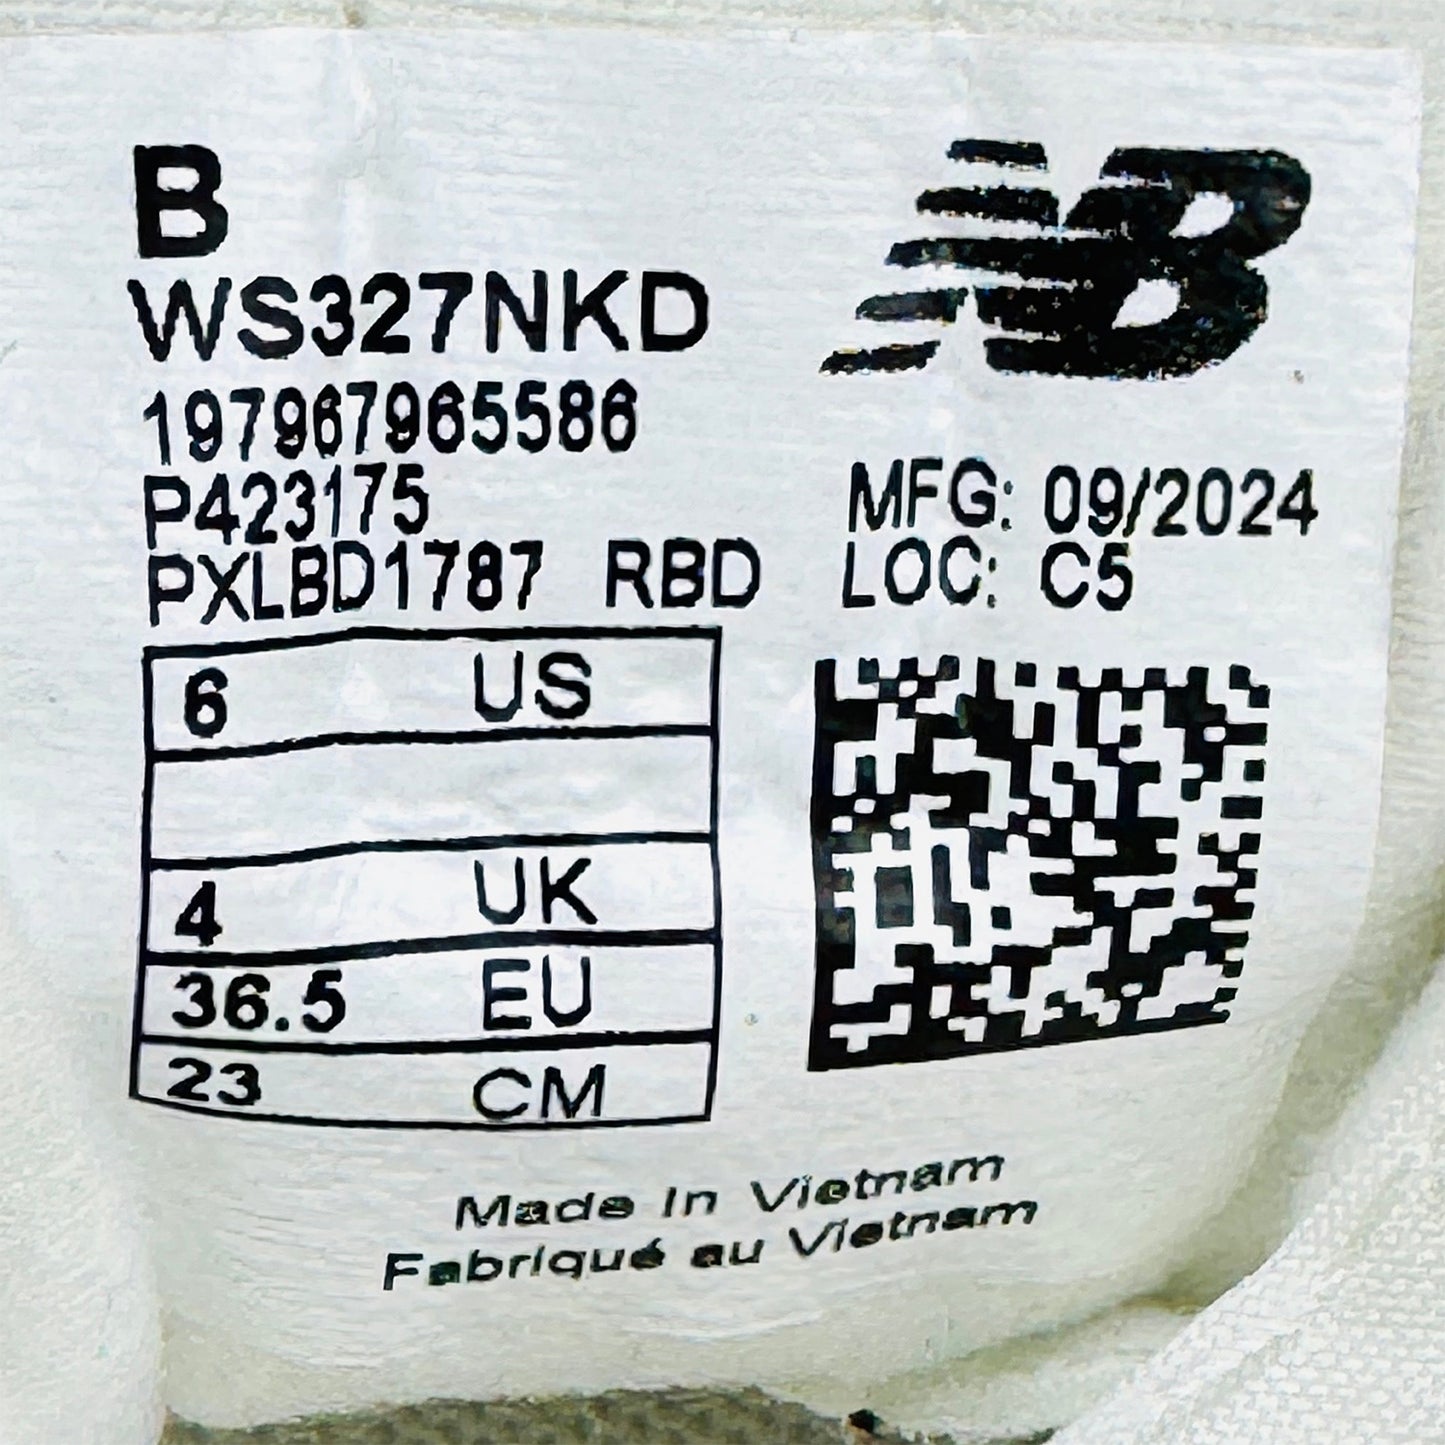 B
WS327NKD
197967965586
P423175
PXLBD1787 RBD
MFG: 09/2024
LOC: C5
6 US
4 UK
36.5 EU
23 CM
Made In Vietnam
Fabriqué au Vietnam